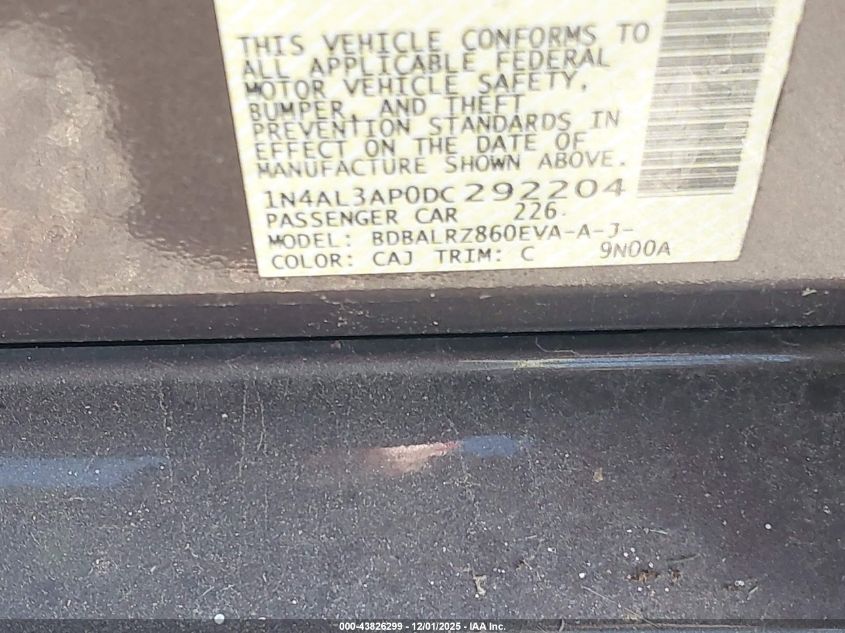 THIS VEHICLE CONFORMS TO
ALL APPLICABLE FEDERAL
MOTOR VEHICLE SAFETY,
BUMPER, AND THEFT
PREVENTION STANDARDS IN
EFFECT ON THE DATE OF
MANUFACTURE SHOWN ABOVE.
1N4AL3AP0DC292204
PASSENGER CAR 226
MODEL: BDBALRZ860EVA-A-J-
COLOR: CAJ TRIM: C 9N00A
000-43826299 - 12/01/2025 - IAA Inc.